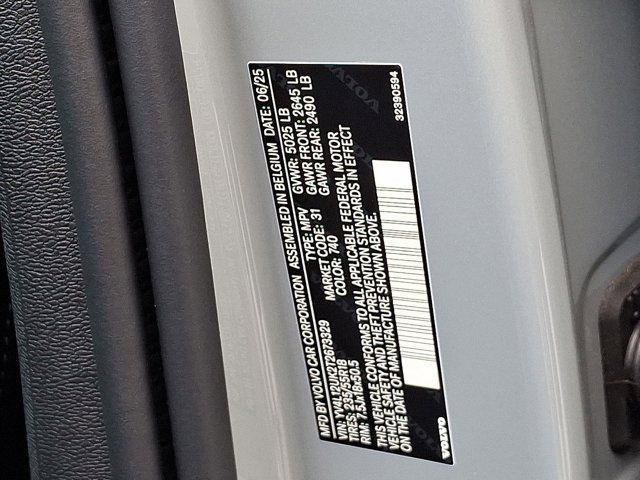 MFD BY VOLVO CAR CORPORATION ASSEMBLED IN BELGIUM DATE: 06/25
VIN: YV4L12UK2T2673329 TYPE: MPV GVWR: 5025 LB
TIRES: 235/55R18 MARKET CODE: 31 GAWR FRONT: 2645 LB
RIM: 7.5Jx18x50.5 COLOR: 740 GAWR REAR: 2490 LB
THIS VEHICLE CONFORMS TO ALL APPLICABLE FEDERAL MOTOR
VEHICLE SAFETY AND THEFT PREVENTION STANDARDS IN EFFECT
ON THE DATE OF MANUFACTURE SHOWN ABOVE.
32390594
VOLVO